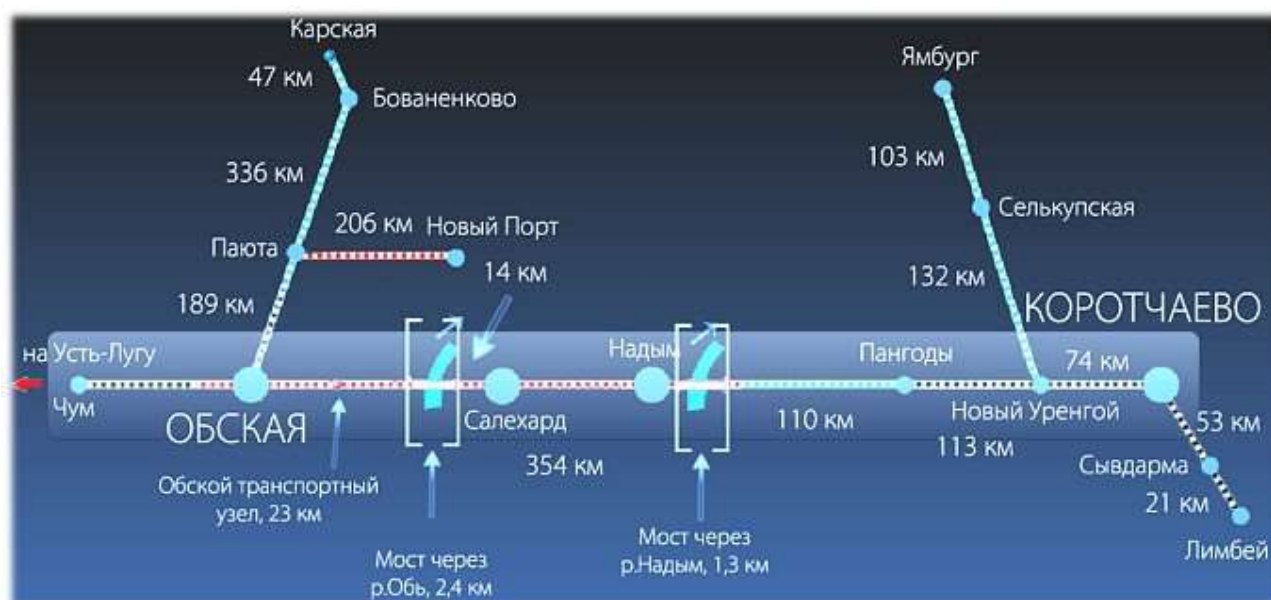 Карская
47 км
Бованенково
336 км
Ямбург
103 км
Селькупская
132 км
206 км
Новый Порт
Паюта
14 км
189 км
КОРОТЧАЕВО
на Усть-Лугу
Надым
Пангоды
74 км
Чум
ОБСКАЯ
Салехард
110 км
Новый Уренгой
53 км
354 км
113 км
Сывдарма
21 км
Лимбей
Обской транспортный
узел, 23 км
Мост через
р.Обь, 2,4 км
Мост через
р.Надым, 1,3 км